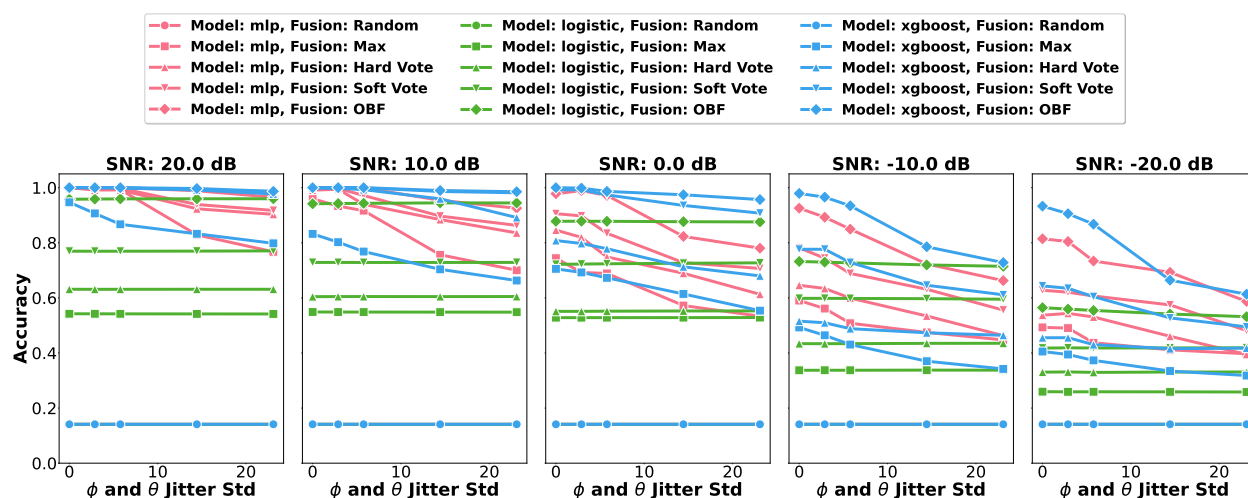 Model: mlp, Fusion: Random
Model: mlp, Fusion: Max
Model: mlp, Fusion: Hard Vote
Model: mlp, Fusion: Soft Vote
Model: mlp, Fusion: OBF
Model: logistic, Fusion: Random
Model: logistic, Fusion: Max
Model: logistic, Fusion: Hard Vote
Model: logistic, Fusion: Soft Vote
Model: logistic, Fusion: OBF
Model: xgboost, Fusion: Random
Model: xgboost, Fusion: Max
Model: xgboost, Fusion: Hard Vote
Model: xgboost, Fusion: Soft Vote
Model: xgboost, Fusion: OBF
SNR: 20.0 dB SNR: 10.0 dB SNR: 0.0 dB SNR: -10.0 dB SNR: -20.0 dB
Accuracy
1.0
0.8
0.6
0.4
0.2
0.0
0 10 20 0 10 20 0 10 20 0 10 20 0 10 20
ϕ and θ Jitter Std ϕ and θ Jitter Std ϕ and θ Jitter Std ϕ and θ Jitter Std ϕ and θ Jitter Std